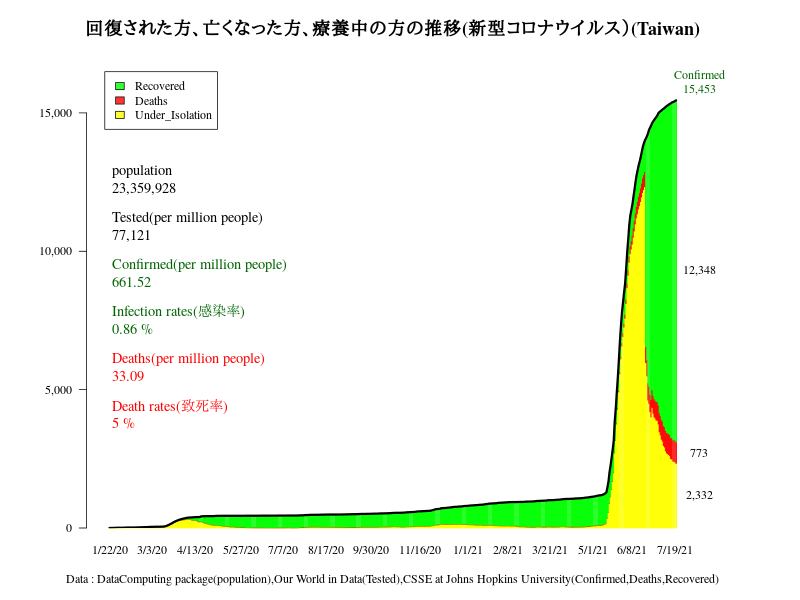 回復された方、亡くなった方、療養中の方の推移(新型コロナウイルス）(Taiwan)
Confirmed
15,453
Recovered
Deaths
Under_Isolation
15,000
10,000
5,000
0
population
23,359,928
Tested(per million people)
77,121
Confirmed(per million people)
661.52
Infection rates(感染率)
0.86 %
Deaths(per million people)
33.09
Death rates(致死率)
5 %
12,348
773
2,332
1/22/20 3/3/20 4/13/20 5/27/20 7/7/20 8/17/20 9/30/20 11/16/20 1/1/21 2/8/21 3/21/21 5/1/21 6/8/21 7/19/21
Data : DataComputing package(population),Our World in Data(Tested),CSSE at Johns Hopkins University(Confirmed,Deaths,Recovered)